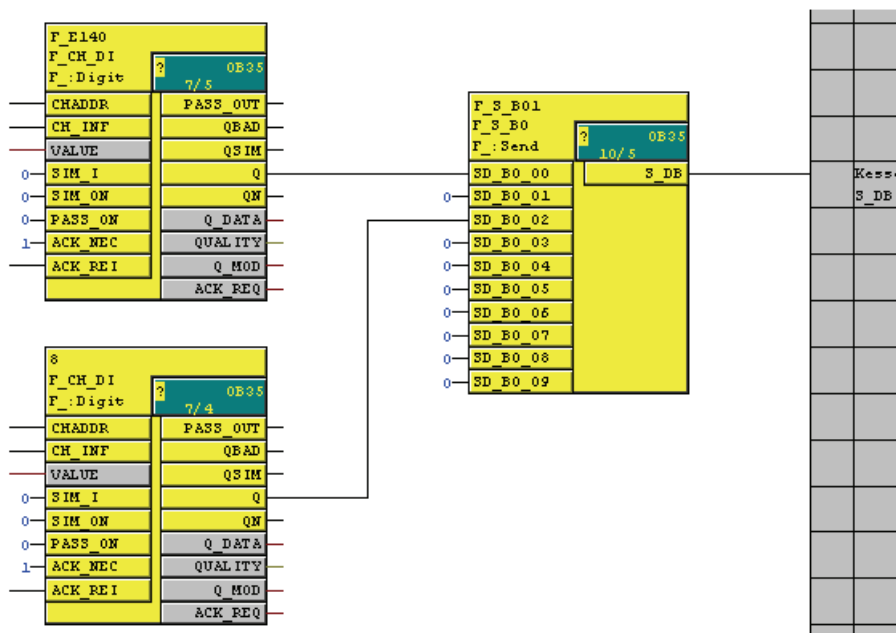 F_E140
F_CH_DI
F_:Digit
? OB35
7/5
CHADDR PASS_OUT
CH_INF QBAD
VALUE QSIM
0 SIM_I Q
0 SIM_ON QN
0 PASS_ON Q_DATA
1 ACK_NEC QUALITY
ACK_REI Q_MOD
ACK_REQ
8
F_CH_DI
F_:Digit
? OB35
7/4
CHADDR PASS_OUT
CH_INF QBAD
VALUE QSIM
0 SIM_I Q
0 SIM_ON QN
0 PASS_ON Q_DATA
1 ACK_NEC QUALITY
ACK_REI Q_MOD
ACK_REQ
F_S_BO1
F_S_BO
F_:Send
? OB35
10/5
SD_BO_00 S_DB
0 SD_BO_01
SD_BO_02
0 SD_BO_03
0 SD_BO_04
0 SD_BO_05
0 SD_BO_06
0 SD_BO_07
0 SD_BO_08
0 SD_BO_09
S_DB